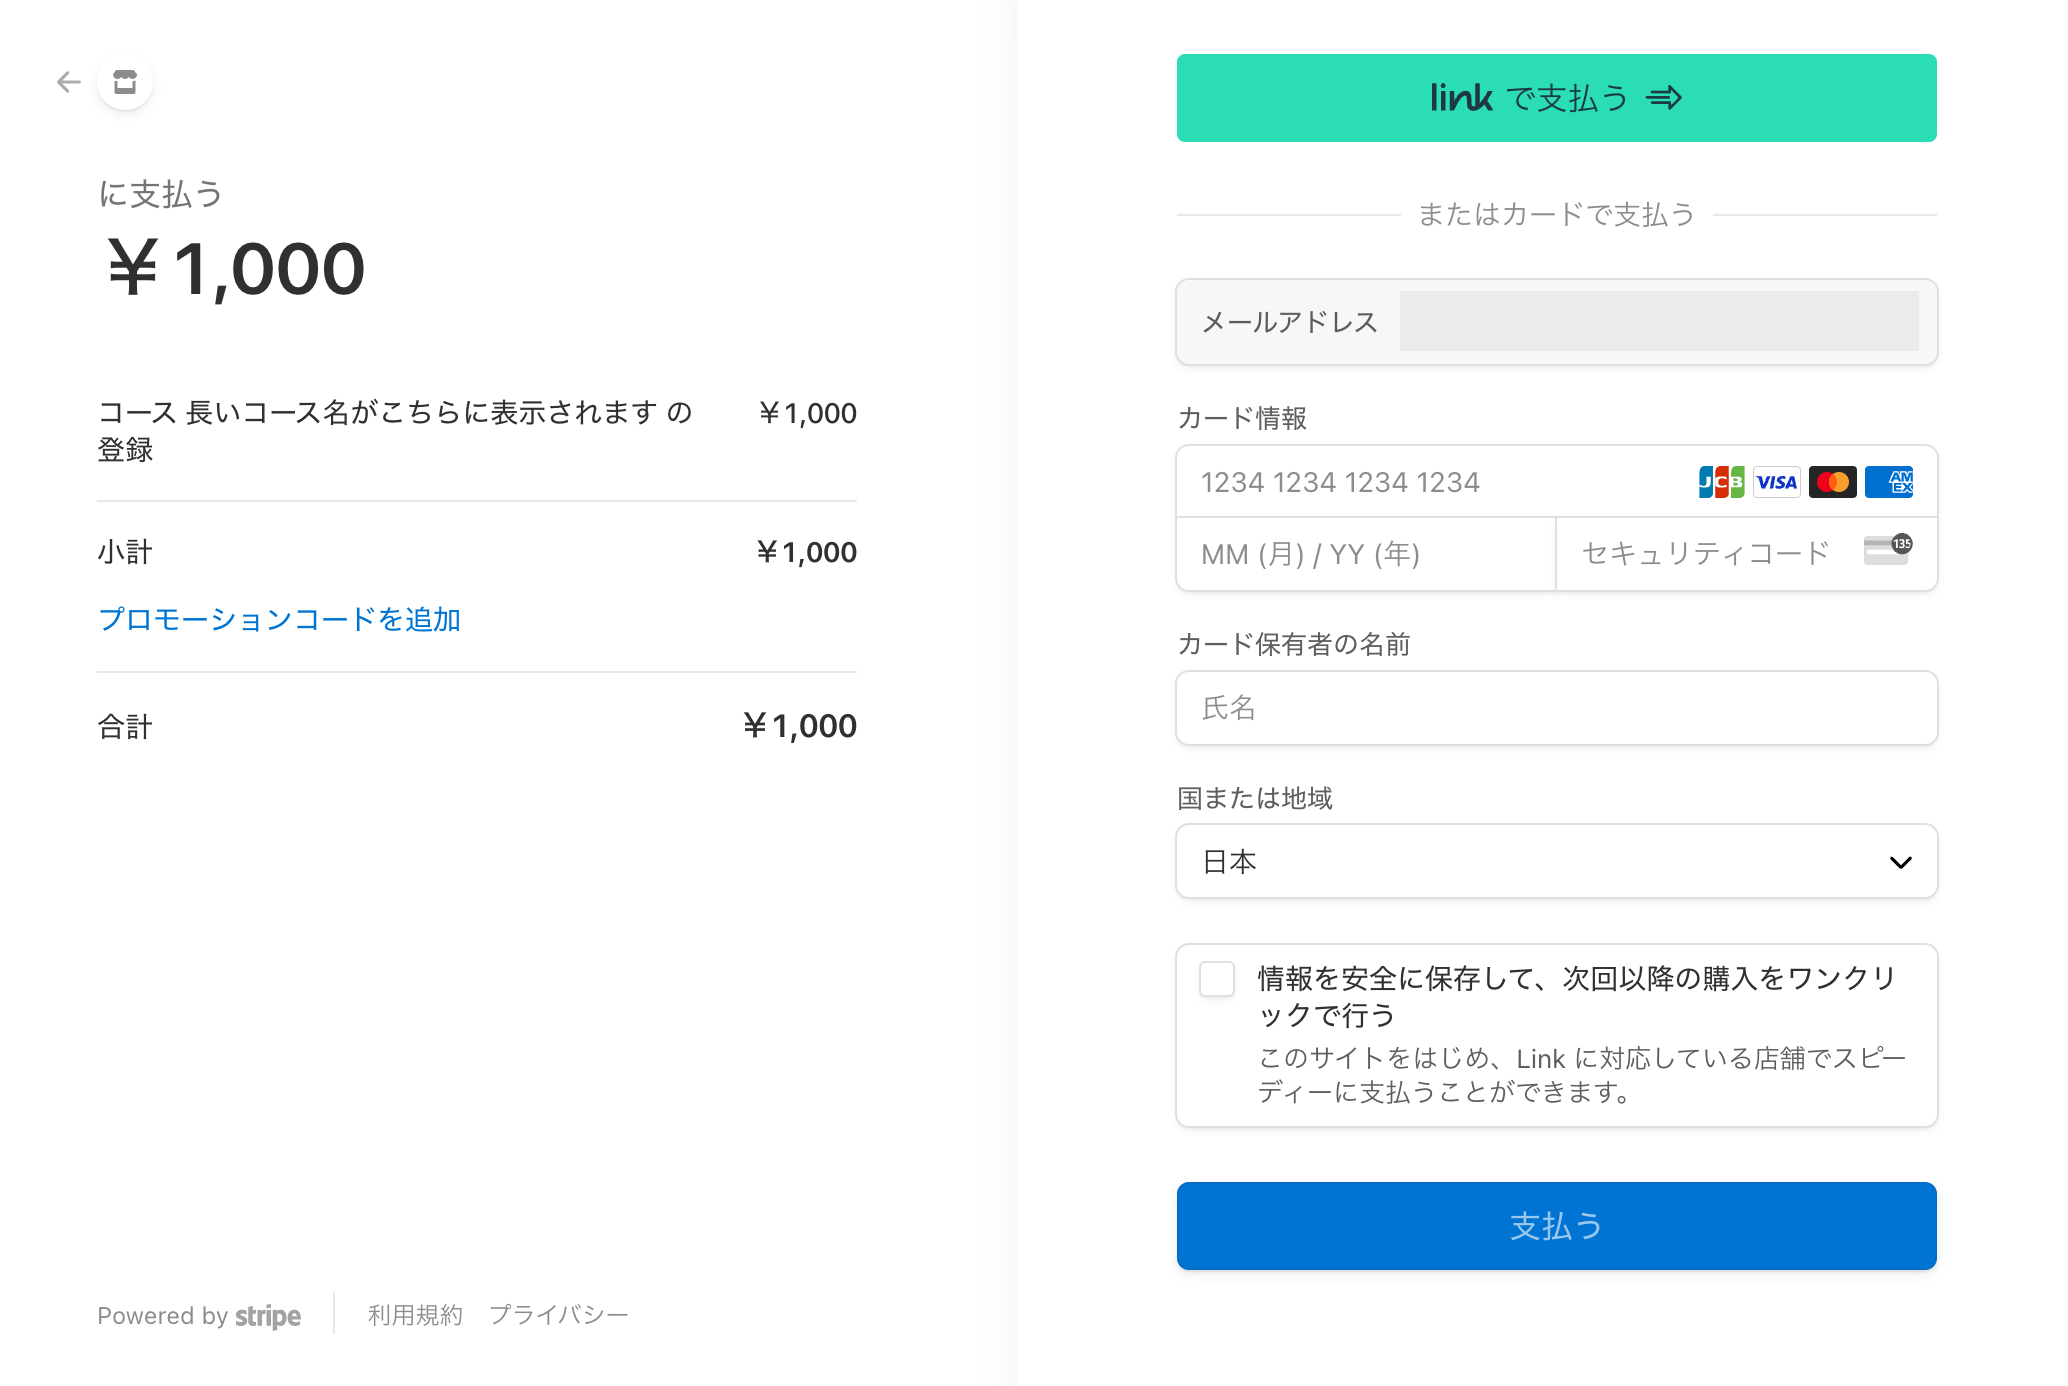 に支払う
￥1,000
コース 長いコース名がこちらに表示されます の ￥1,000
登録
小計 ￥1,000
プロモーションコードを追加
合計 ￥1,000
Powered by stripe 利用規約 プライバシー
link で支払う
またはカードで支払う
メールアドレス
カード情報
1234 1234 1234 1234 JCB VISA AMEX
MM (月) / YY (年) セキュリティコード 135
カード保有者の名前
氏名
国または地域
日本
情報を安全に保存して、次回以降の購入をワンクリ
ックで行う
このサイトをはじめ、Link に対応している店舗でスピー
ディーに支払うことができます。
支払う